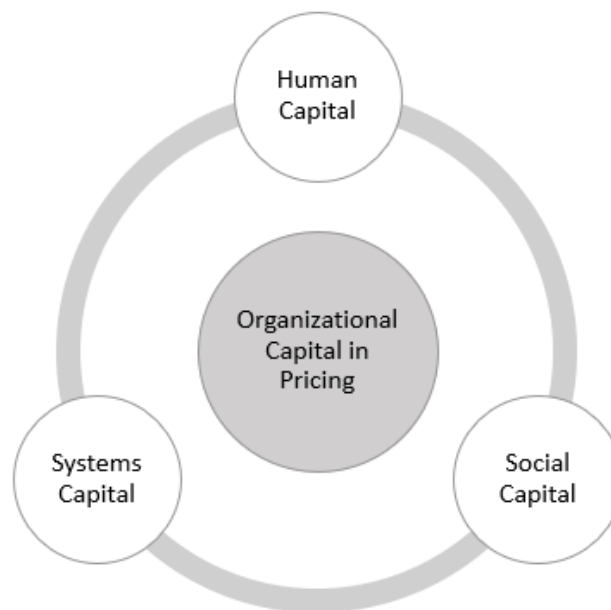 Human
Capital
Organizational
Capital in
Pricing
Systems
Capital
Social
Capital